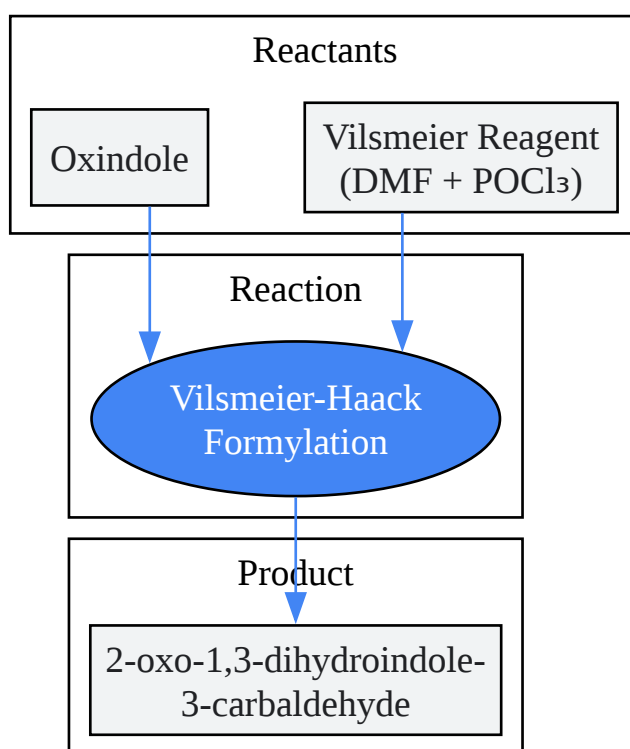 Reactants
Oxindole
Vilsmeier Reagent
(DMF + POCl₃)
Reaction
Vilsmeier-Haack
Formylation
Product
2-oxo-1,3-dihydroindole-
3-carbaldehyde